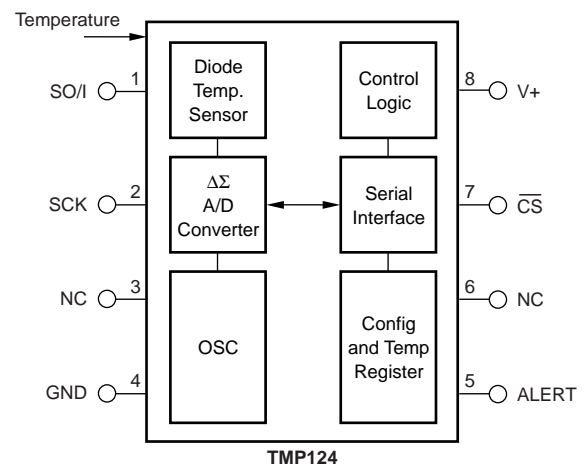 Temperature
1
SO/I
Diode
Temp.
Sensor
Control
Logic
8
V+
2
SCK
ΔΣ
A/D
Converter
Serial
Interface
7
C̅S̅
3
NC
OSC
Config
and Temp
Register
6
NC
4
GND
5
ALERT
TMP124